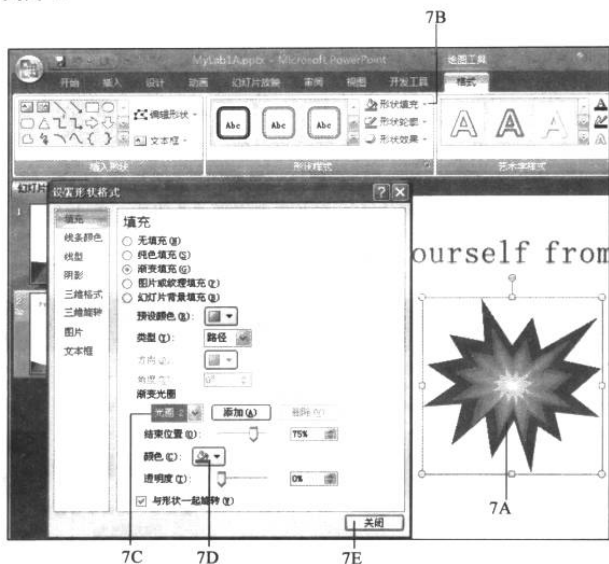 7B
MyLab1A.pptx - Microsoft PowerPoint
绘图工具
开始 插入 设计 动画 幻灯片放映 审阅 视图 开发工具 格式
编辑形状
文本框
插入形状
Abc Abc Abc
形状填充
形状轮廓
形状效果
形状样式
A A A
艺术字样式
幻灯片
设置形状格式
填充
线条颜色
线型
阴影
三维格式
三维旋转
图片
文本框
填充
无填充(N)
纯色填充(S)
渐变填充(G)
图片或纹理填充(P)
幻灯片背景填充(B)
预设颜色(R):
类型(Y): 路径
方向(D):
角度(E): 0°
渐变光圈
光圈 2 添加(A) 删除
结束位置(O): 75%
颜色(C):
透明度(T): 0%
与形状一起旋转(W)
关闭
ourself from
7A
7C 7D 7E